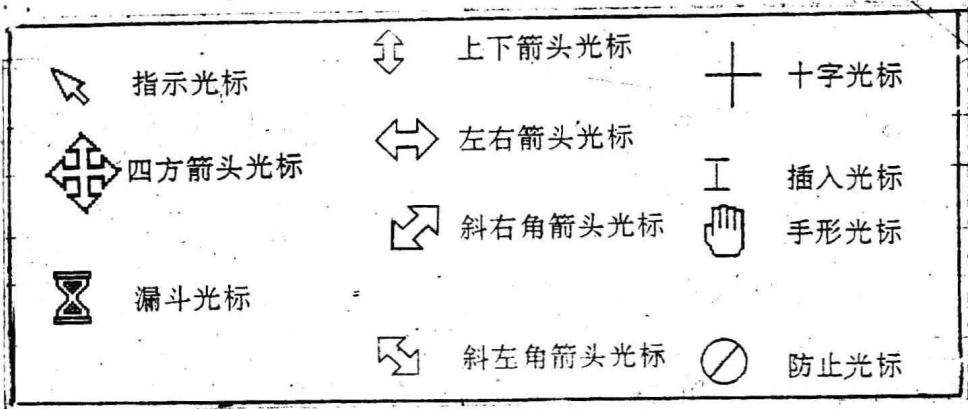 指示光标
四方箭头光标
漏斗光标
上下箭头光标
左右箭头光标
斜右角箭头光标
斜左角箭头光标
十字光标
插入光标
手形光标
防止光标